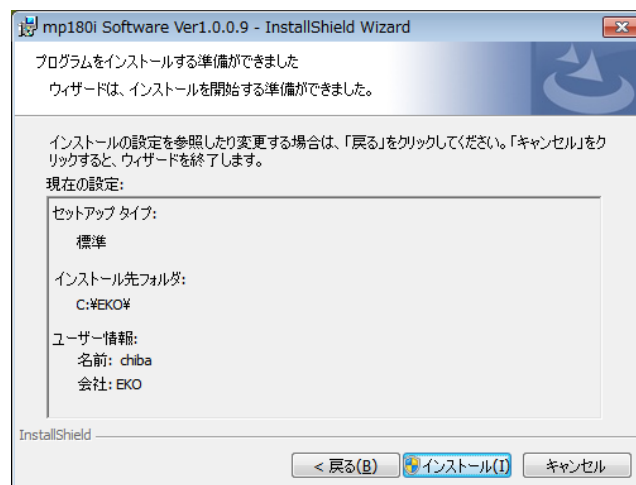 mp180i Software Ver1.0.0.9 - InstallShield Wizard
プログラムをインストールする準備ができました
ウィザードは、インストールを開始する準備ができました。
インストールの設定を参照したり変更する場合は、「戻る」をクリックしてください。「キャンセル」をク
リックすると、ウィザードを終了します。
現在の設定:
セットアップ タイプ:
標準
インストール先フォルダ:
C:¥EKO¥
ユーザー情報:
名前: chiba
会社: EKO
InstallShield
< 戻る(B)
インストール(I)
キャンセル